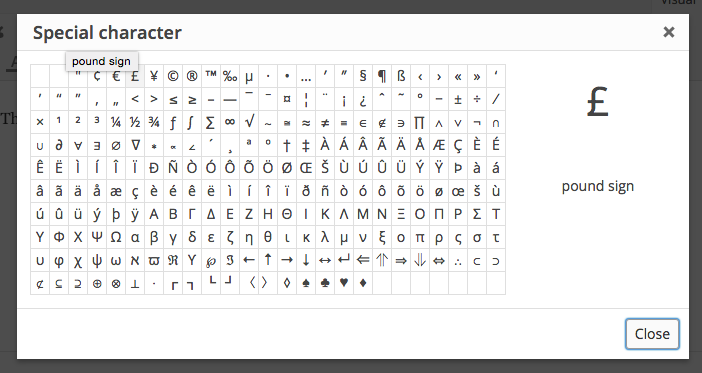 Visual
Special character ×
pound sign
" ¢ € £ ¥ © ® ™ ‰ µ · • … ′ ″ § ¶ ß ‹ › « » ‘
’ “ ” ‚ „ < > ≤ ≥ – — ¯ ‾ ¤ ¦ ¨ ¡ ¿ ˆ ˜ ° − ± ÷ ⁄
× ¹ ² ³ ¼ ½ ¾ ƒ ∫ ∑ ∞ √ ∼ ≅ ≈ ≠ ≡ ∈ ∉ ∋ ∏ ∧ ∨ ¬ ∩
∪ ∂ ∀ ∃ ∅ ∇ ∗ ∝ ∠ ´ ¸ ª º † ‡ À Á Â Ã Ä Å Æ Ç È É
Ê Ë Ì Í Î Ï Ð Ñ Ò Ó Ô Õ Ö Ø Œ Š Ù Ú Û Ü Ý Ÿ Þ à á
â ã ä å æ ç è é ê ë ì í î ï ð ñ ò ó ô õ ö ø œ š ù
ú û ü ý þ ÿ Α Β Γ Δ Ε Ζ Η Θ Ι Κ Λ Μ Ν Ξ Ο Π Ρ Σ Τ
Υ Φ Χ Ψ Ω α β γ δ ε ζ η θ ι κ λ μ ν ξ ο π ρ ς σ τ
υ φ χ ψ ω ℵ ϖ ℜ ϒ ℘ ℑ ← ↑ → ↓ ↔ ↵ ⇐ ⇑ ⇒ ⇓ ⇔ ∴ ⊂ ⊃
⊄ ⊆ ⊇ ⊕ ⊗ ⊥ ⋅ ⌈ ⌉ ⌊ ⌋ 〈 〉 ◊ ♠ ♣ ♥ ♦
£
pound sign
Close